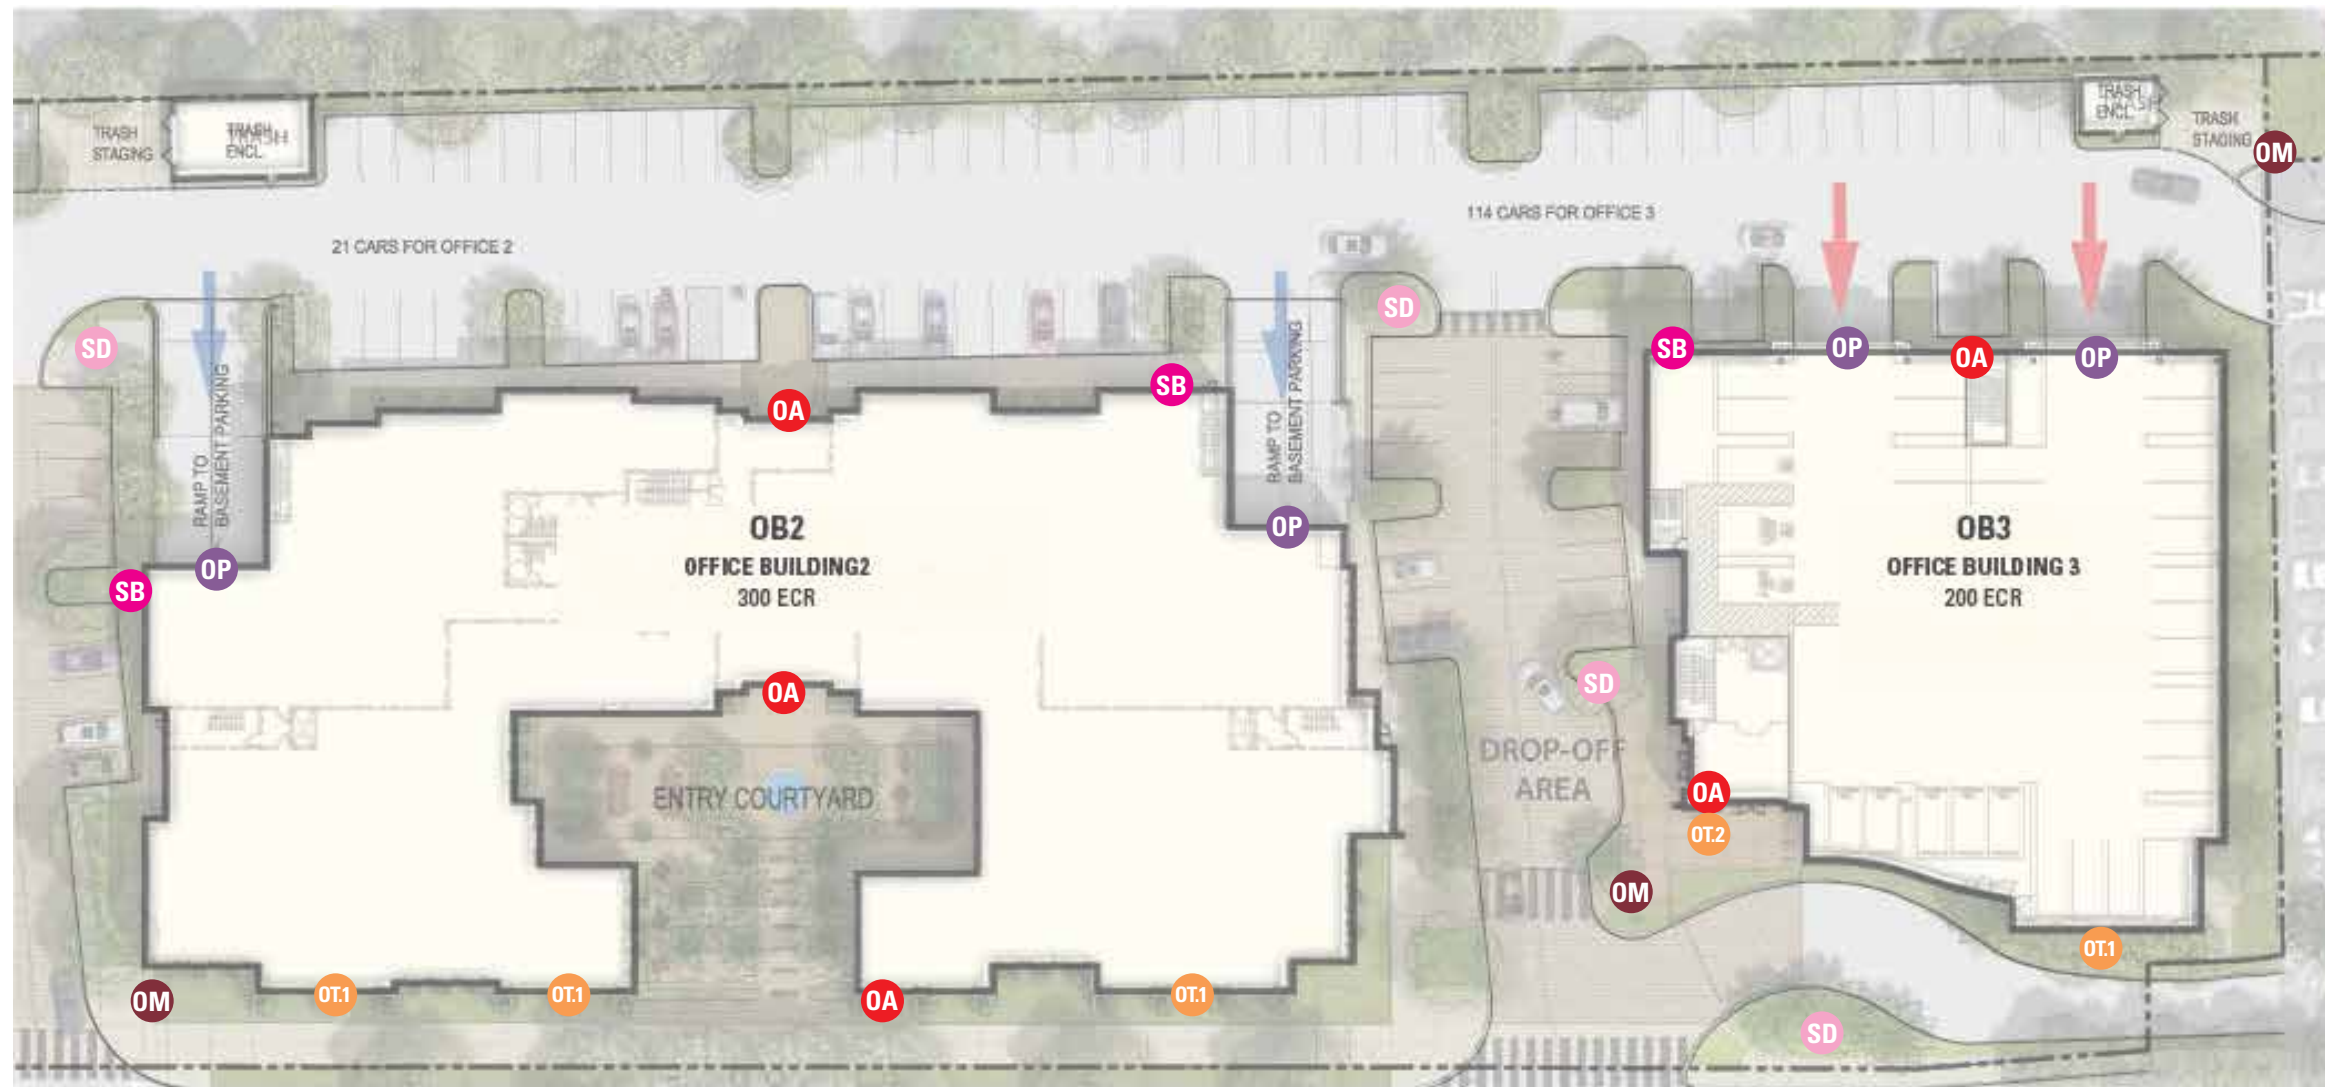 TRASH
STAGING
TRASH
ENCL.
TRASH
ENCL.
TRASH
STAGING
OM
114 CARS FOR OFFICE 3
21 CARS FOR OFFICE 2
SD
SD
SB
OP
OA
OP
SB
OA
RAMP TO
BASEMENT PARKING
RAMP TO
BASEMENT PARKING
OP
OP
SB
OB2
OFFICE BUILDING2
300 ECR
OB3
OFFICE BUILDING 3
200 ECR
OA
SD
DROP-OFF
AREA
ENTRY COURTYARD
OA
OT.2
OM
OT.1
OM
OT.1
OT.1
OA
OT.1
SD